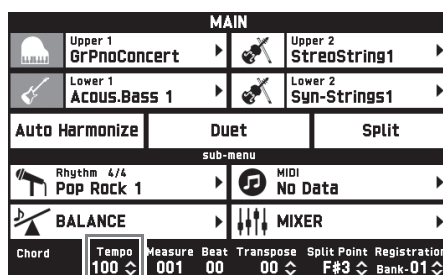 MAIN
Upper 1 Upper 2
GrPnoConcert StreoString1
Lower 1 Lower 2
Acous.Bass 1 Syn-Strings1
Auto Harmonize Duet Split
sub-menu
Rhythm 4/4 MIDI
Pop Rock 1 No Data
BALANCE MIXER
Chord Tempo Measure Beat Transpose Split Point Registration
100 001 00 00 F#3 Bank-01